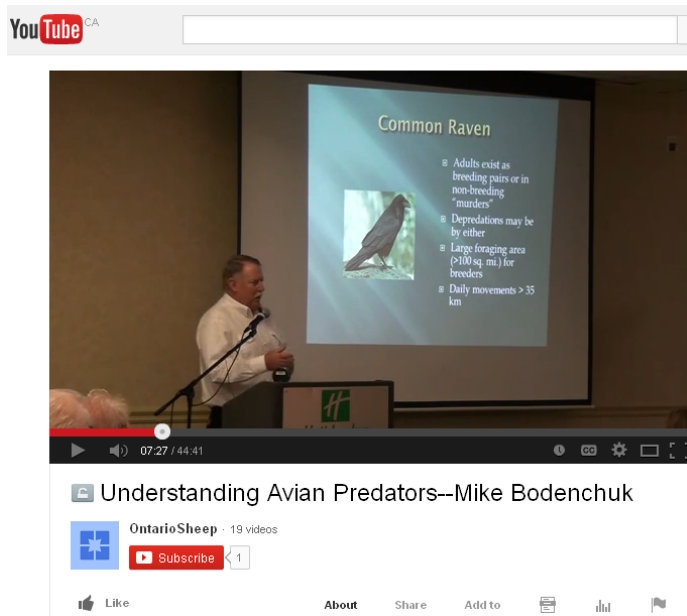 YouTube CA
Common Raven
Adults exist as
breeding pairs or in
non-breeding
"murders"
Depredations may be
by either
Large foraging area
(>100 sq. mi.) for
breeders
Daily movements > 35
km
07:27 / 44:41
CC
Understanding Avian Predators--Mike Bodenchuk
OntarioSheep · 19 videos
Subscribe 1
Like About Share Add to